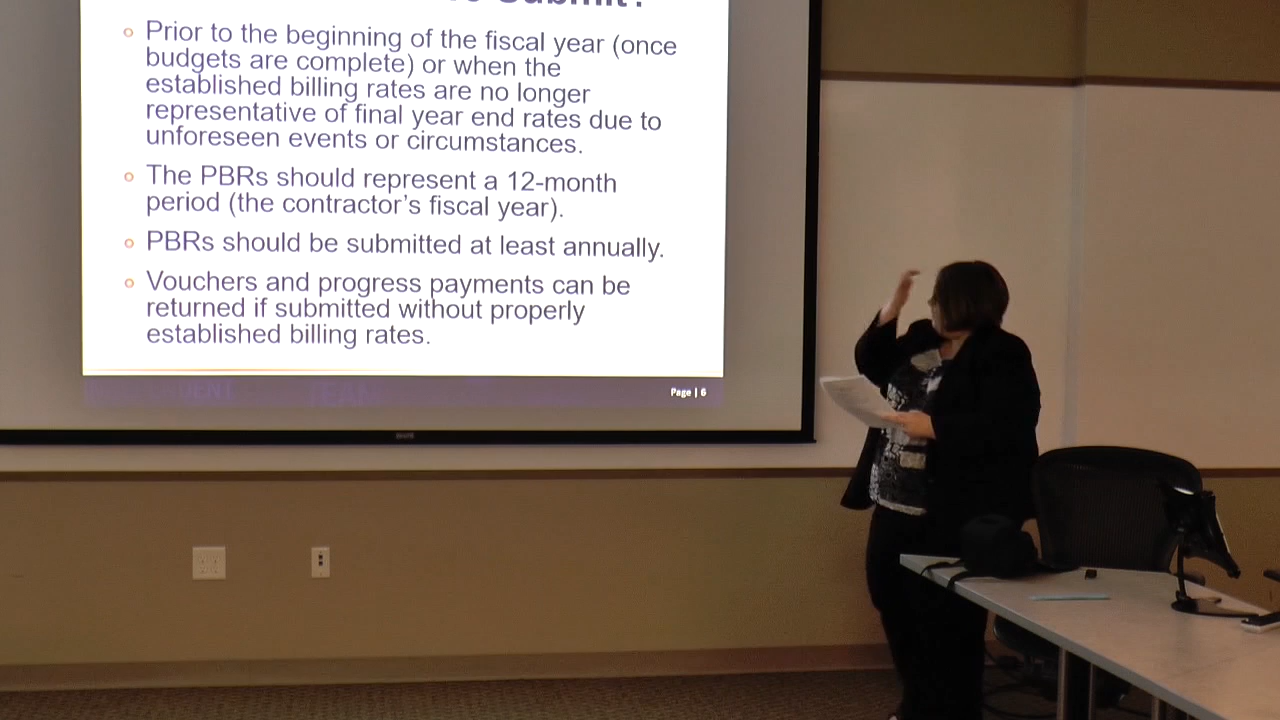 Submit?
Prior to the beginning of the fiscal year (once
budgets are complete) or when the
established billing rates are no longer
representative of final year end rates due to
unforeseen events or circumstances.
The PBRs should represent a 12-month
period (the contractor's fiscal year).
PBRs should be submitted at least annually.
Vouchers and progress payments can be
returned if submitted without properly
established billing rates.
TEAM
Page | 6